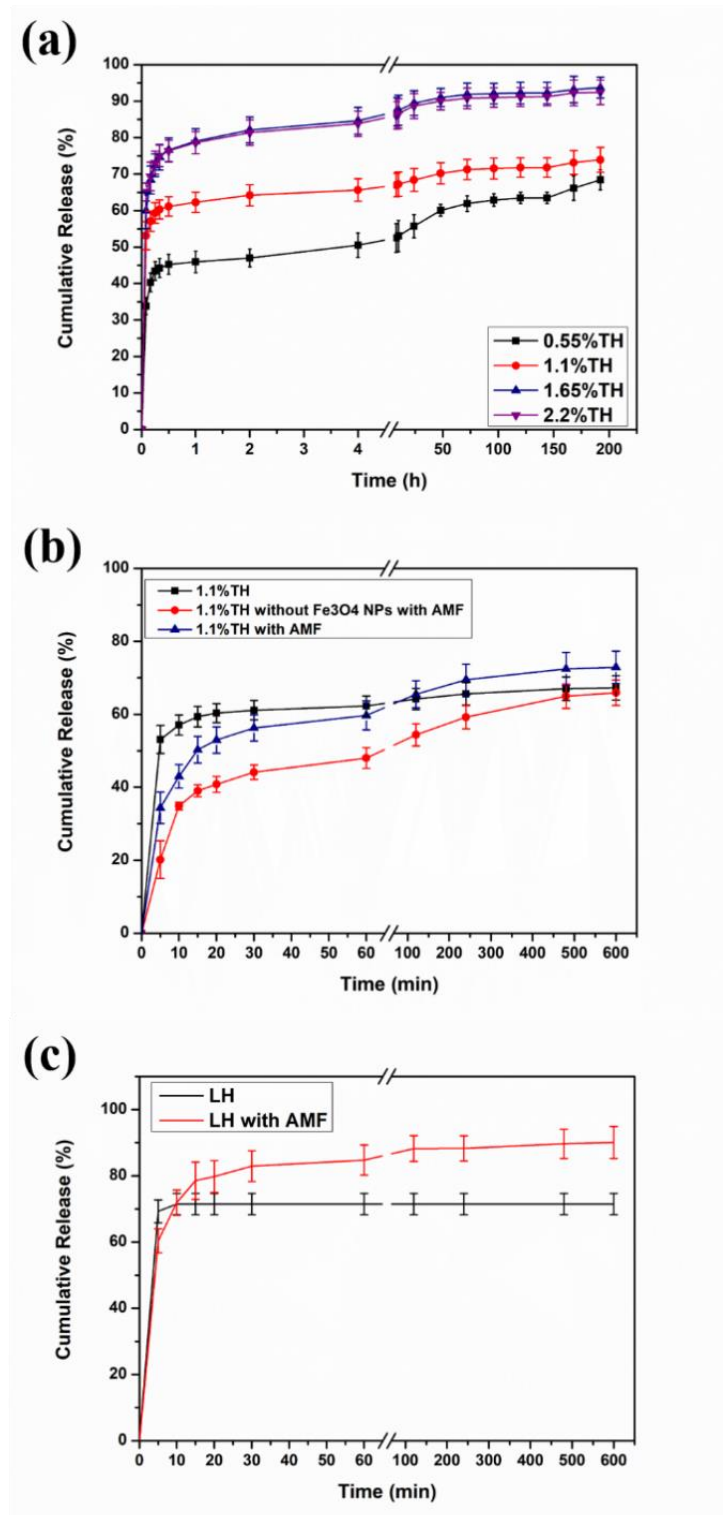 (a)
100
90
80
70
60
50
40
30
20
10
0
Cumulative Release (%)
0.55%TH
1.1%TH
1.65%TH
2.2%TH
0 1 2 3 4 50 100 150 200
Time (h)
(b)
100
80
60
40
20
0
Cumulative Release (%)
1.1%TH
1.1%TH without Fe3O4 NPs with AMF
1.1%TH with AMF
0 10 20 30 40 50 60 100 200 300 400 500 600
Time (min)
(c)
100
80
60
40
20
0
Cumulative Release (%)
LH
LH with AMF
0 10 20 30 40 50 60 100 200 300 400 500 600
Time (min)